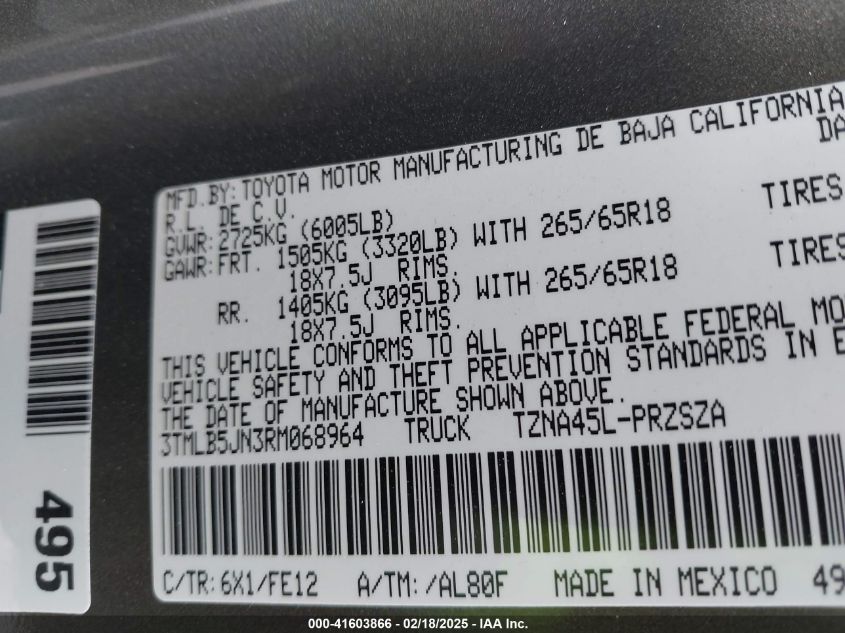 MFD.BY:TOYOTA MOTOR MANUFACTURING DE BAJA CALIFORNIA
R.L. DE C.V.
GVWR:2725KG (6005LB)
GAWR:FRT. 1505KG (3320LB) WITH 265/65R18 TIRES
18X7.5J RIMS.
RR. 1405KG (3095LB) WITH 265/65R18 TIRES
18X7.5J RIMS.
THIS VEHICLE CONFORMS TO ALL APPLICABLE FEDERAL MO
VEHICLE SAFETY AND THEFT PREVENTION STANDARDS IN E
THE DATE OF MANUFACTURE SHOWN ABOVE.
3TMLB5JN3RM068964 TRUCK TZNA45L-PRZSZA
C/TR:6X1/FE12 A/TM:/AL80F MADE IN MEXICO 49
495
000-41603866 - 02/18/2025 - IAA Inc.